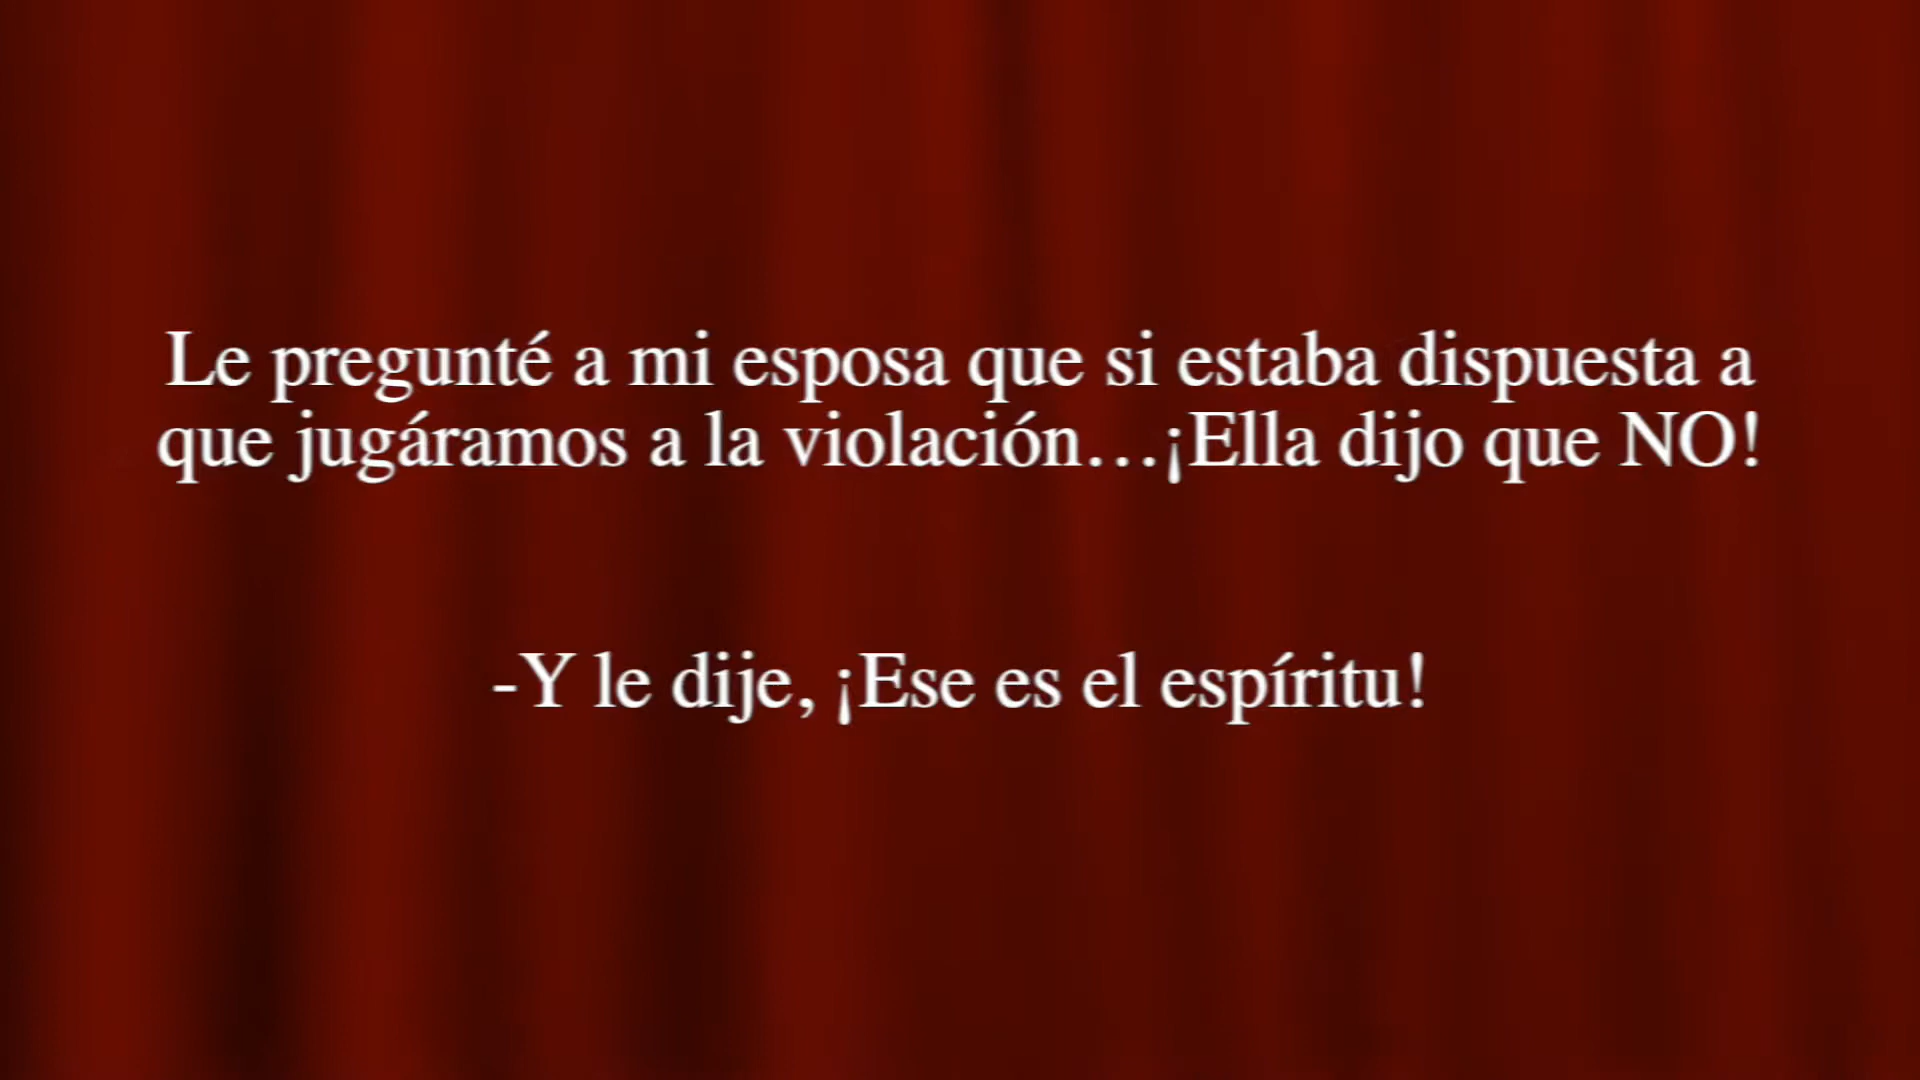 Le pregunté a mi esposa que si estaba dispuesta a
que jugáramos a la violación…¡Ella dijo que NO!
-Y le dije, ¡Ese es el espíritu!